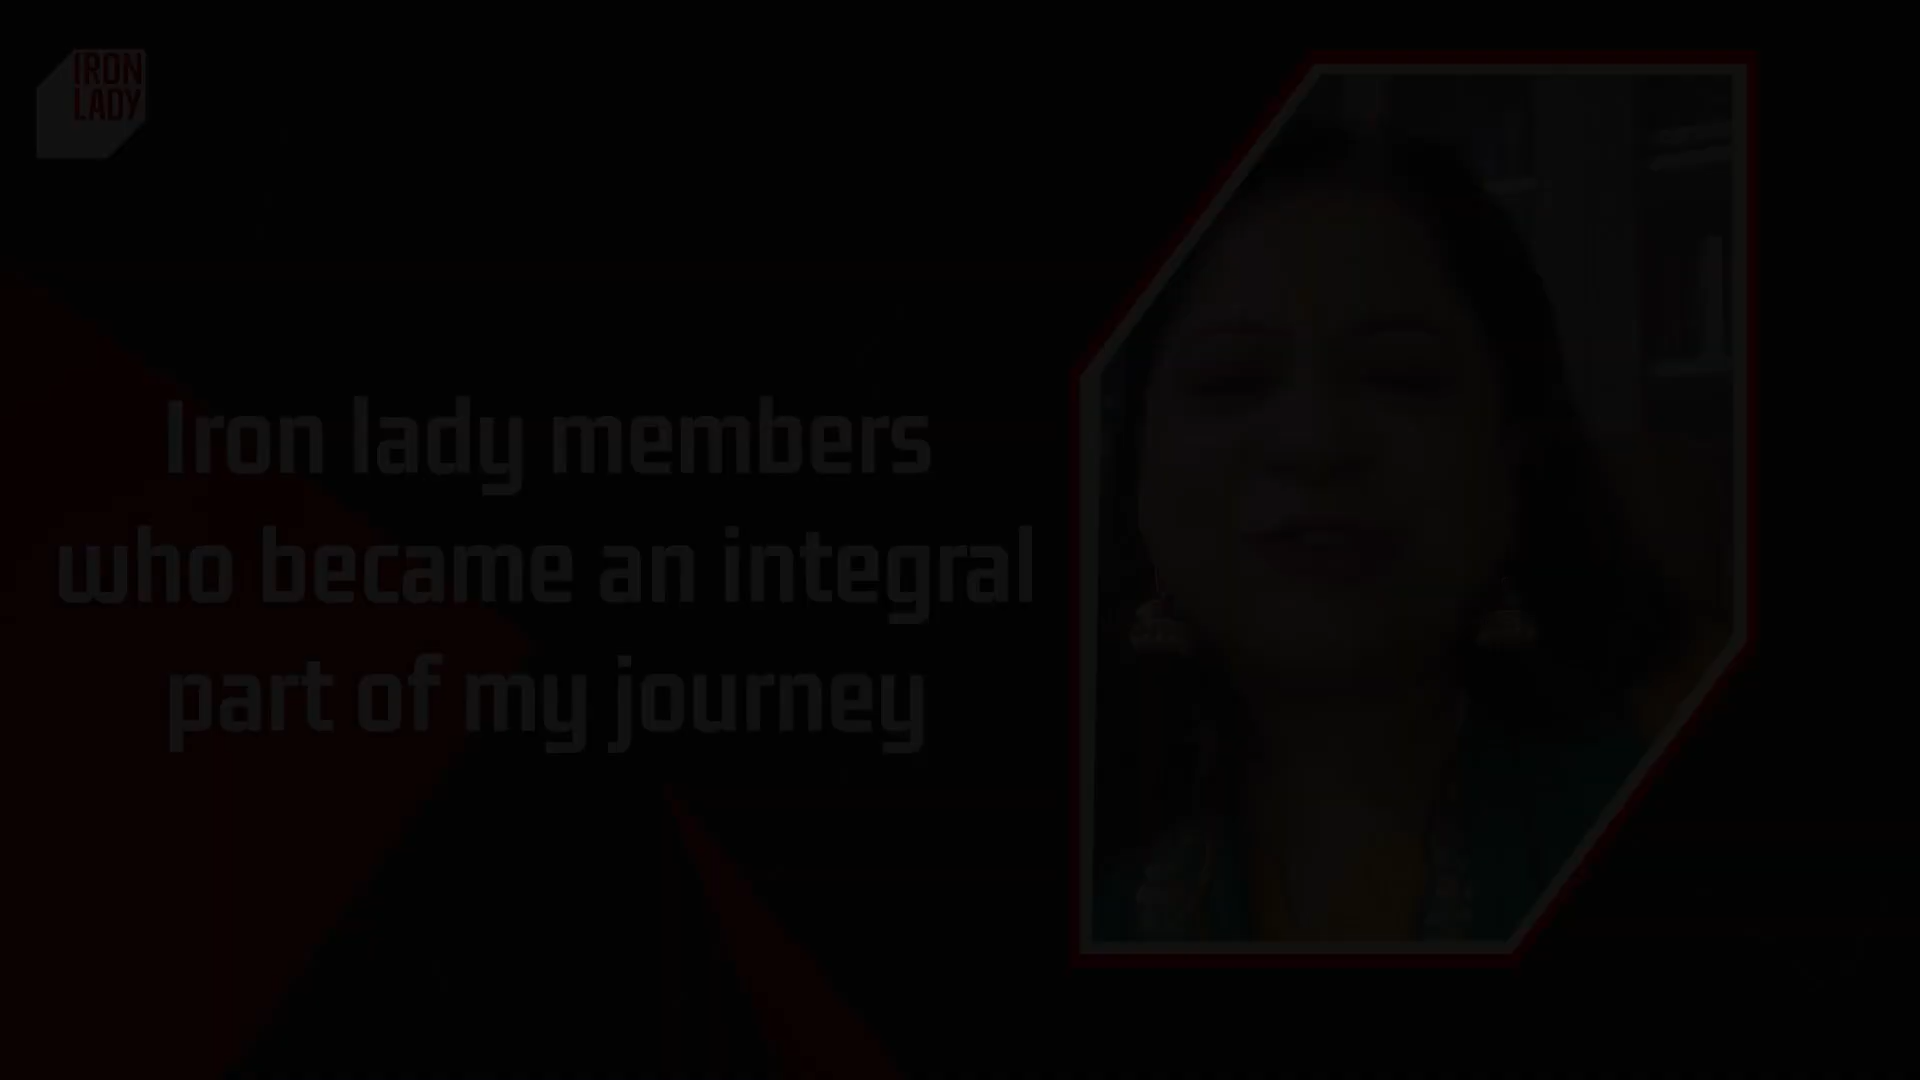 IRON
LADY
Iron lady members
who became an integral
part of my journey